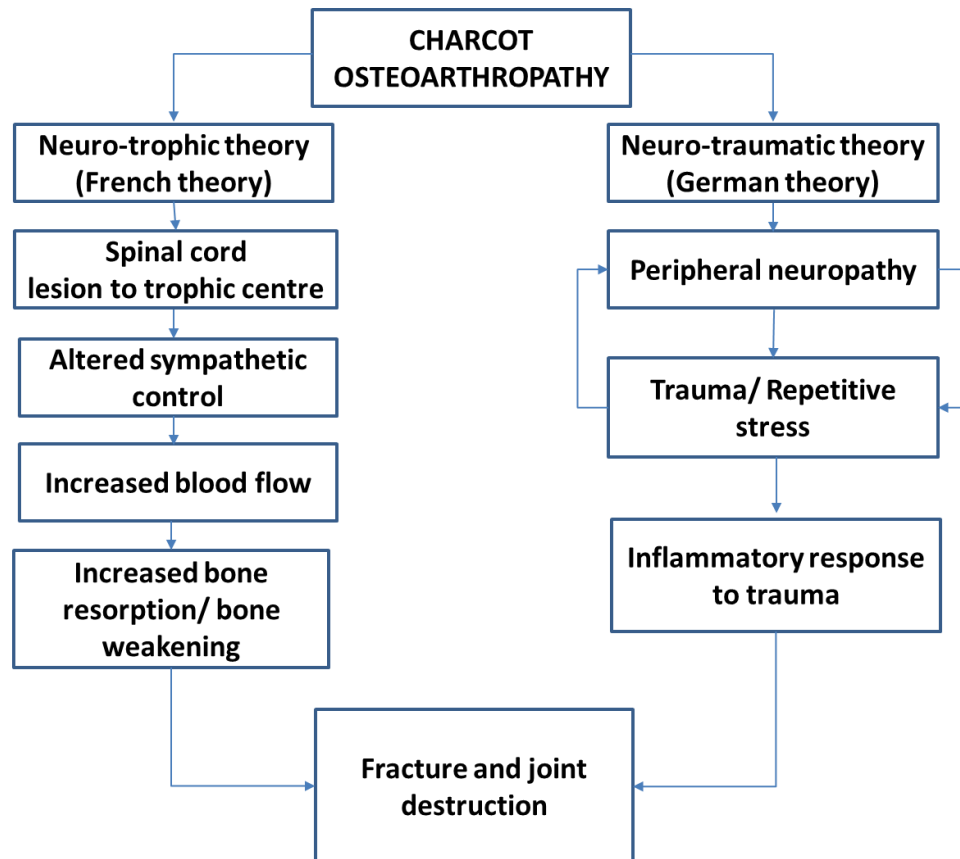 CHARCOT
OSTEOARTHROPATHY
Neuro-trophic theory
(French theory)
Spinal cord
lesion to trophic centre
Altered sympathetic
control
Increased blood flow
Increased bone
resorption/ bone
weakening
Neuro-traumatic theory
(German theory)
Peripheral neuropathy
Trauma/ Repetitive
stress
Inflammatory response
to trauma
Fracture and joint
destruction